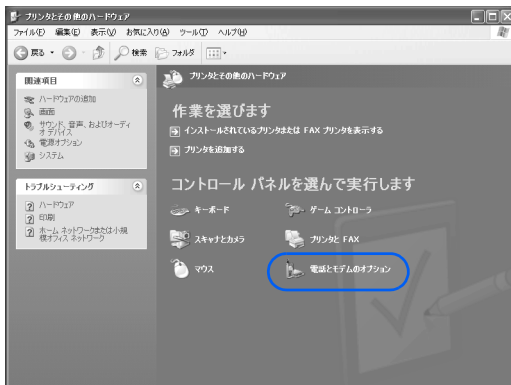 プリンタとその他のハードウェア
ファイル(F) 編集(E) 表示(V) お気に入り(A) ツール(T) ヘルプ(H)
戻る 検索 フォルダ
関連項目
ハードウェアの追加
画面
サウンド、音声、およびオーディ
オ デバイス
電源オプション
システム
トラブルシューティング
ハードウェア
印刷
ホーム ネットワークまたは小規
模オフィス ネットワーク
プリンタとその他のハードウェア
作業を選びます
インストールされているプリンタまたは FAX プリンタを表示する
プリンタを追加する
コントロール パネルを選んで実行します
キーボード ゲーム コントローラ
スキャナとカメラ プリンタと FAX
マウス 電話とモデムのオプション